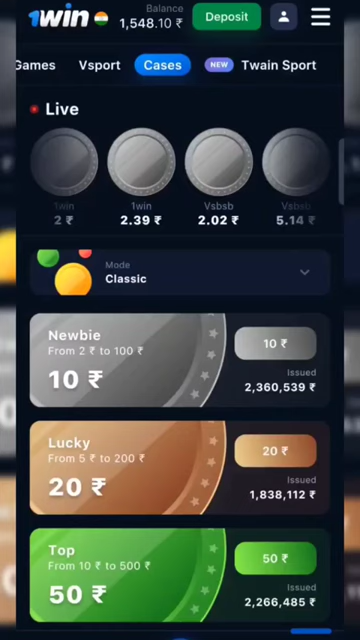 1win
Balance
1,548.10 ₹
Deposit
Games Vsport Cases NEW Twain Sport
Live
1win 1win Vsbsb Vsbsb
2 ₹ 2.39 ₹ 2.02 ₹ 5.14 ₹
Mode
Classic
Newbie
From 2 ₹ to 100 ₹
10 ₹
10 ₹
Issued
2,360,539 ₹
Lucky
From 5 ₹ to 200 ₹
20 ₹
20 ₹
Issued
1,838,112 ₹
Top
From 10 ₹ to 500 ₹
50 ₹
50 ₹
Issued
2,266,485 ₹